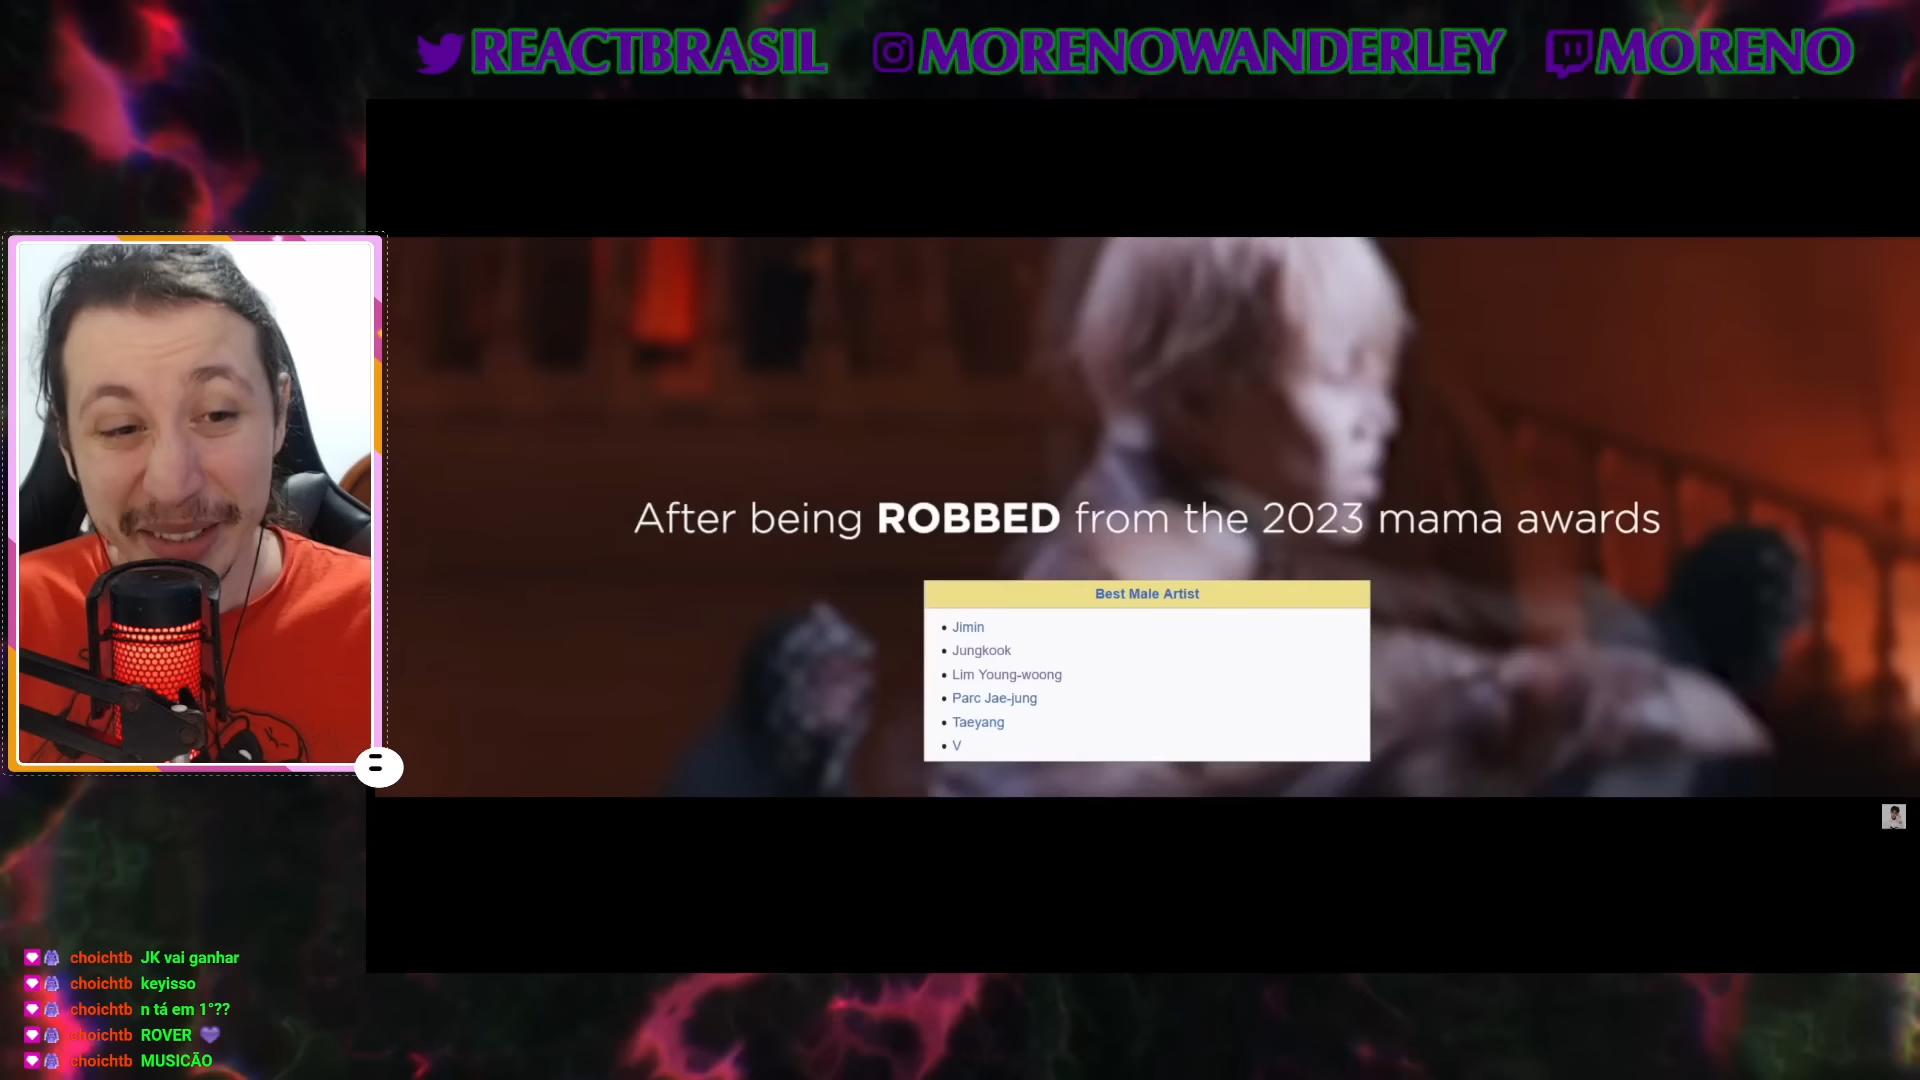 REACTBRASIL MORENOWANDERLEY MORENO
After being ROBBED from the 2023 mama awards
Best Male Artist
• Jimin
• Jungkook
• Lim Young-woong
• Parc Jae-jung
• Taeyang
• V
choichtb JK vai ganhar
choichtb keyisso
choichtb n tá em 1°??
choichtb ROVER 💜
choichtb MUSICÃO